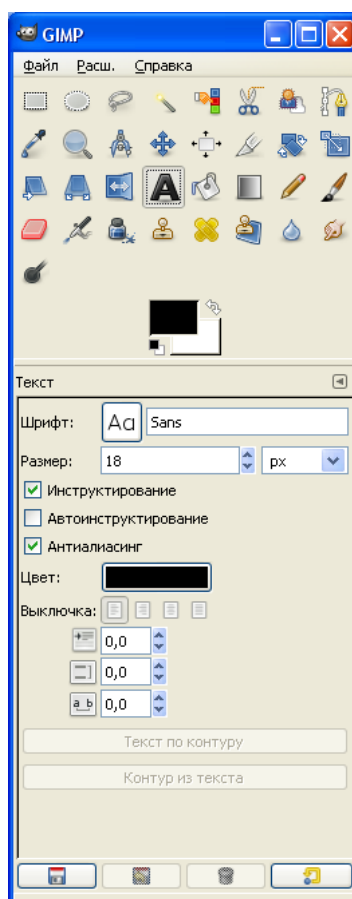 GIMP
Файл Расш. Справка
Текст
Шрифт: Aa Sans
Размер: 18 px
Инструктирование
Автоинструктирование
Антиалиасинг
Цвет:
Выключка:
0,0
0,0
a b 0,0
Текст по контуру
Контур из текста